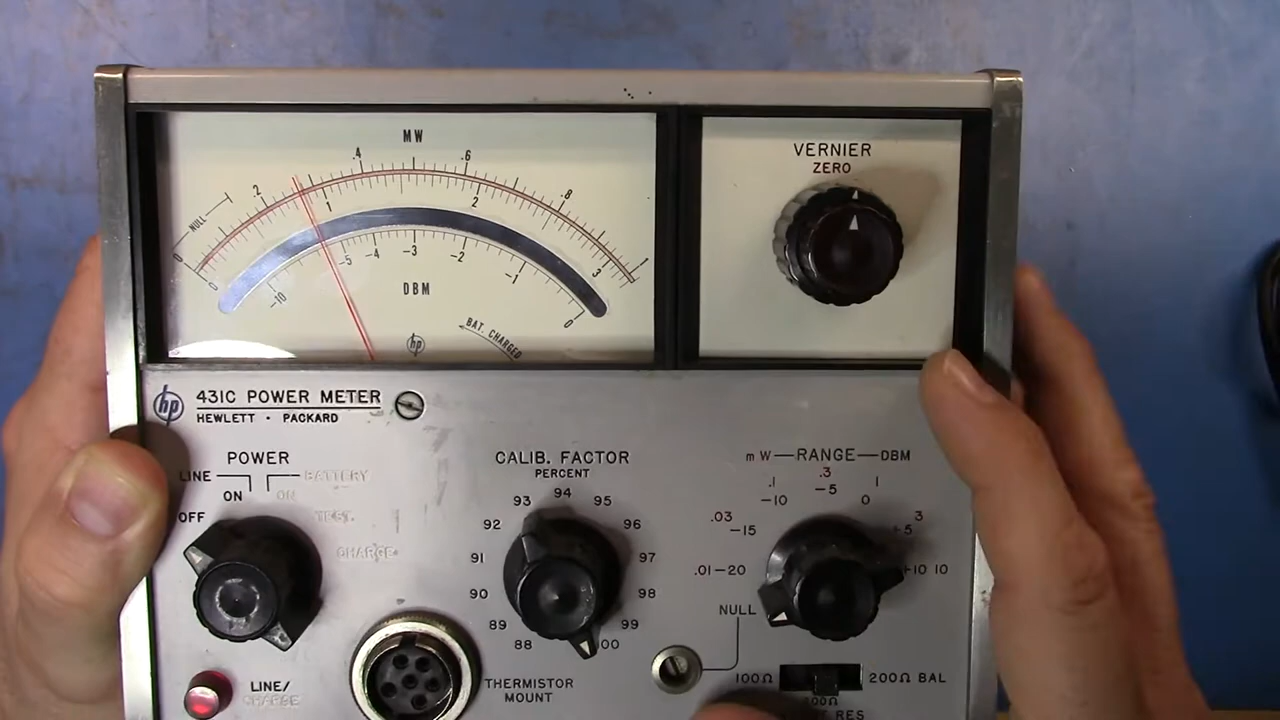 MW
.4 .6
.2 .8
NULL
1 2
0 1
0 3
-5 -4 -3 -2
-10 -1
DBM
0
BAT. CHARGED
hp
VERNIER
ZERO
hp 431C POWER METER
HEWLETT • PACKARD
POWER
LINE BATTERY
ON ON
OFF TEST
CHARGE
LINE/
CHARGE
CALIB. FACTOR
PERCENT
93 94 95
92 96
91 97
90 98
89 99
88 00
THERMISTOR
MOUNT
mW—RANGE—DBM
.1 .3 1
-10 -5 0
.03 3
-15 +5
.01-20 +10 10
NULL
100Ω 200Ω BAL
RES